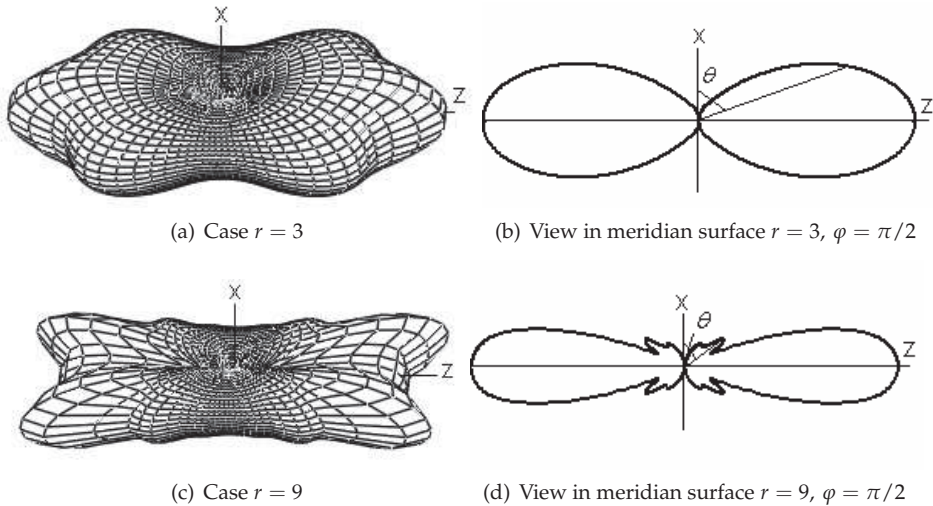 X
Z
(a) Case r = 3
X
θ
Z
(b) View in meridian surface r = 3, φ = π/2
X
Z
(c) Case r = 9
X
θ
Z
(d) View in meridian surface r = 9, φ = π/2